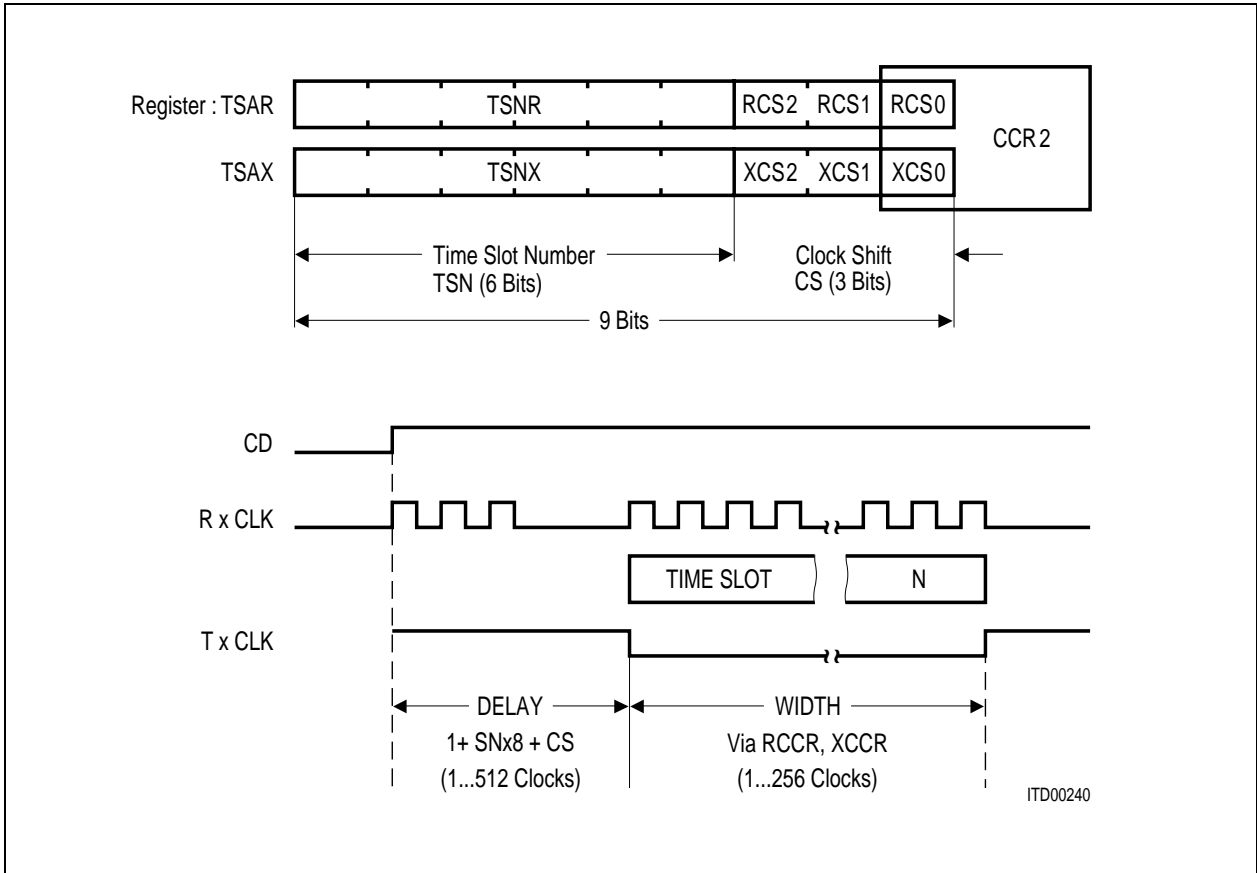 Register : TSAR TSNR RCS2 RCS1 RCS0
CCR2
TSAX TSNX XCS2 XCS1 XCS0
Time Slot Number
TSN (6 Bits)
Clock Shift
CS (3 Bits)
9 Bits
CD
R x CLK
TIME SLOT N
T x CLK
DELAY
1+ SNx8 + CS
(1...512 Clocks)
WIDTH
Via RCCR, XCCR
(1...256 Clocks)
ITD00240